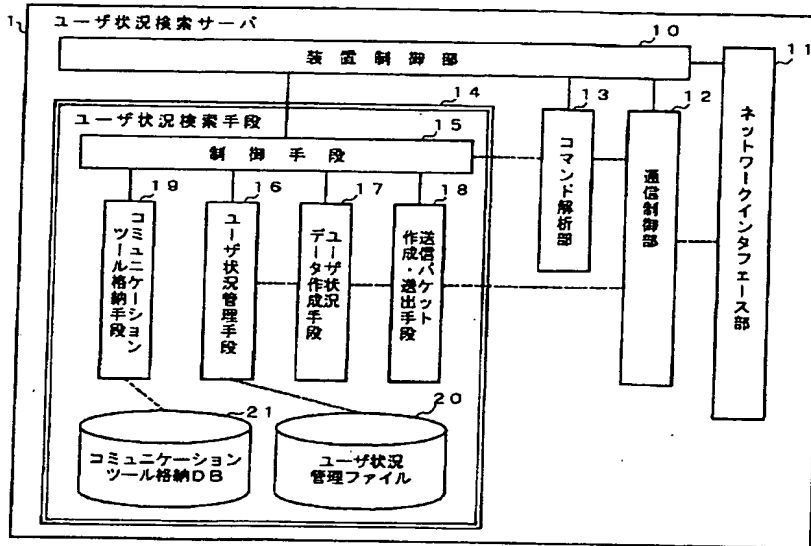 1
ユーザ状況検索サーバ
10
装置制御部
11
ネットワークインタフェース部
12
通信制御部
13
コマンド解析部
14
ユーザ状況検索手段
15
制御手段
19
コミュニケーション
ツール格納手段
16
ユーザ状況管理手段
17
ユーザ状況
データ作成手段
18
送信パケット
作成・送出手段
21
コミュニケーション
ツール格納DB
20
ユーザ状況
管理ファイル